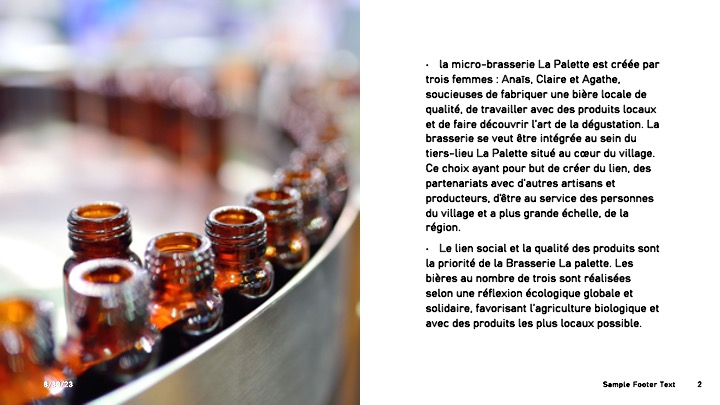 • la micro-brasserie La Palette est créée par
trois femmes : Anaïs, Claire et Agathe,
soucieuses de fabriquer une bière locale de
qualité, de travailler avec des produits locaux
et de faire découvrir l'art de la dégustation. La
brasserie se veut être intégrée au sein du
tiers-lieu La Palette situé au cœur du village.
Ce choix ayant pour but de créer du lien, des
partenariats avec d'autres artisans et
producteurs, d'être au service des personnes
du village et a plus grande échelle, de la
région.
• Le lien social et la qualité des produits sont
la priorité de la Brasserie La palette. Les
bières au nombre de trois sont réalisées
selon une réflexion écologique globale et
solidaire, favorisant l'agriculture biologique et
avec des produits les plus locaux possible.
Sample Footer Text 2